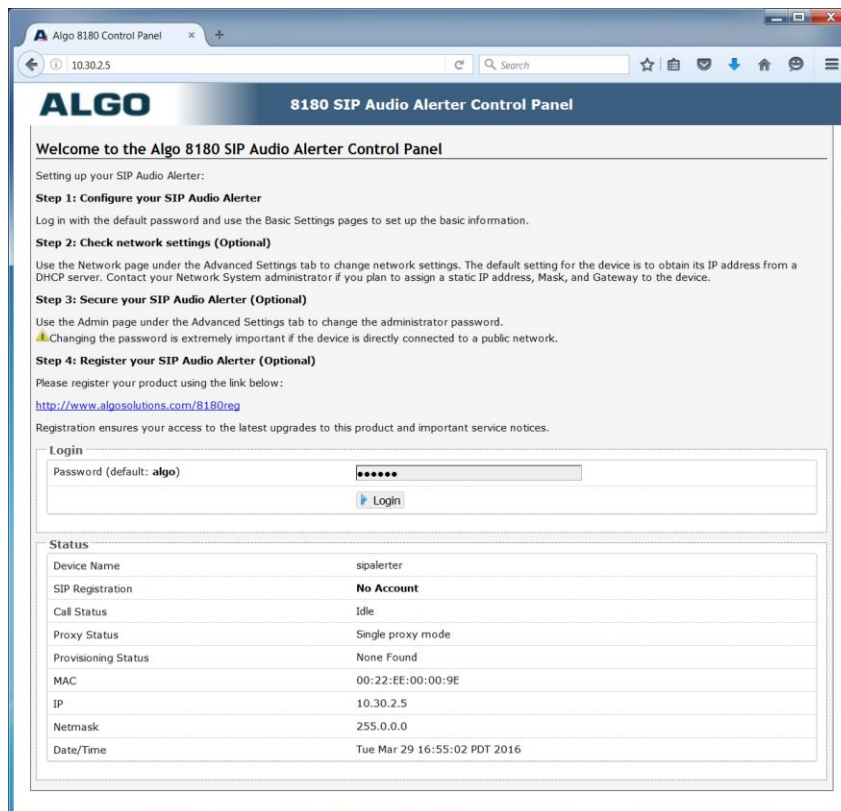 Algo 8180 Control Panel
10.30.2.5
Search
ALGO
8180 SIP Audio Alerter Control Panel
Welcome to the Algo 8180 SIP Audio Alerter Control Panel
Setting up your SIP Audio Alerter:
Step 1: Configure your SIP Audio Alerter
Log in with the default password and use the Basic Settings pages to set up the basic information.
Step 2: Check network settings (Optional)
Use the Network page under the Advanced Settings tab to change network settings. The default setting for the device is to obtain its IP address from a
DHCP server. Contact your Network System administrator if you plan to assign a static IP address, Mask, and Gateway to the device.
Step 3: Secure your SIP Audio Alerter (Optional)
Use the Admin page under the Advanced Settings tab to change the administrator password.
Changing the password is extremely important if the device is directly connected to a public network.
Step 4: Register your SIP Audio Alerter (Optional)
Please register your product using the link below:
http://www.algosolutions.com/8180reg
Registration ensures your access to the latest upgrades to this product and important service notices.
Login
Password (default: algo) ••••••
Login
Status
Device Name sipalerter
SIP Registration No Account
Call Status Idle
Proxy Status Single proxy mode
Provisioning Status None Found
MAC 00:22:EE:00:00:9E
IP 10.30.2.5
Netmask 255.0.0.0
Date/Time Tue Mar 29 16:55:02 PDT 2016